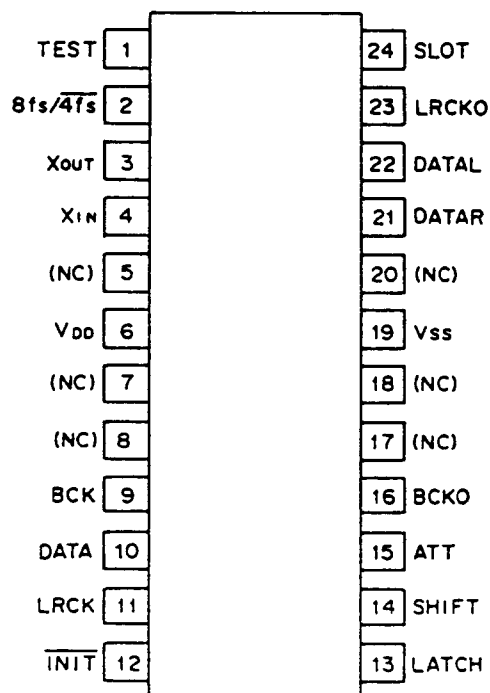 TEST 1 24 SLOT
8fs/4fs 2 23 LRCKO
XOUT 3 22 DATAL
XIN 4 21 DATAR
(NC) 5 20 (NC)
VDD 6 19 VSS
(NC) 7 18 (NC)
(NC) 8 17 (NC)
BCK 9 16 BCKO
DATA 10 15 ATT
LRCK 11 14 SHIFT
INIT 12 13 LATCH